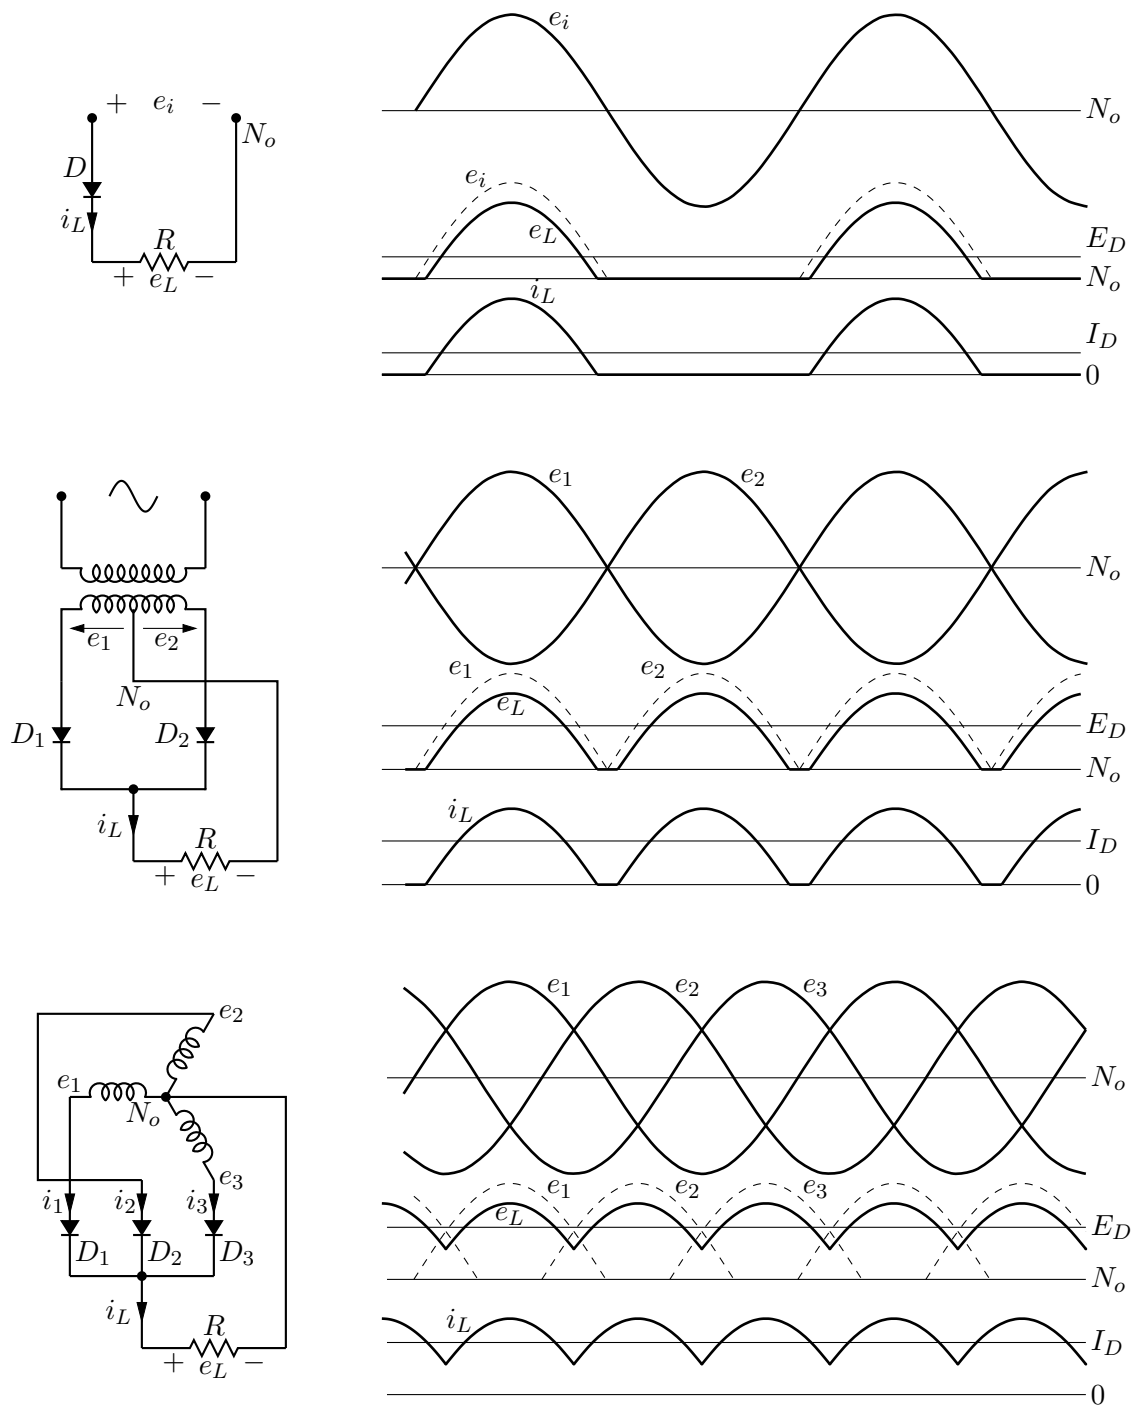 + e_i −
N_o
D
i_L
R
+ e_L −
e_i
N_o
e_i
e_L
E_D
N_o
i_L
I_D
0
e_1 e_2
N_o
D_1 D_2
i_L
R
+ e_L −
e_1 e_2
N_o
e_1 e_2
e_L
E_D
N_o
i_L
I_D
0
e_2
e_1
N_o
e_3
i_1 i_2 i_3
D_1 D_2 D_3
i_L
R
+ e_L −
e_1 e_2 e_3
N_o
e_1 e_2 e_3
e_L
E_D
N_o
i_L
I_D
0